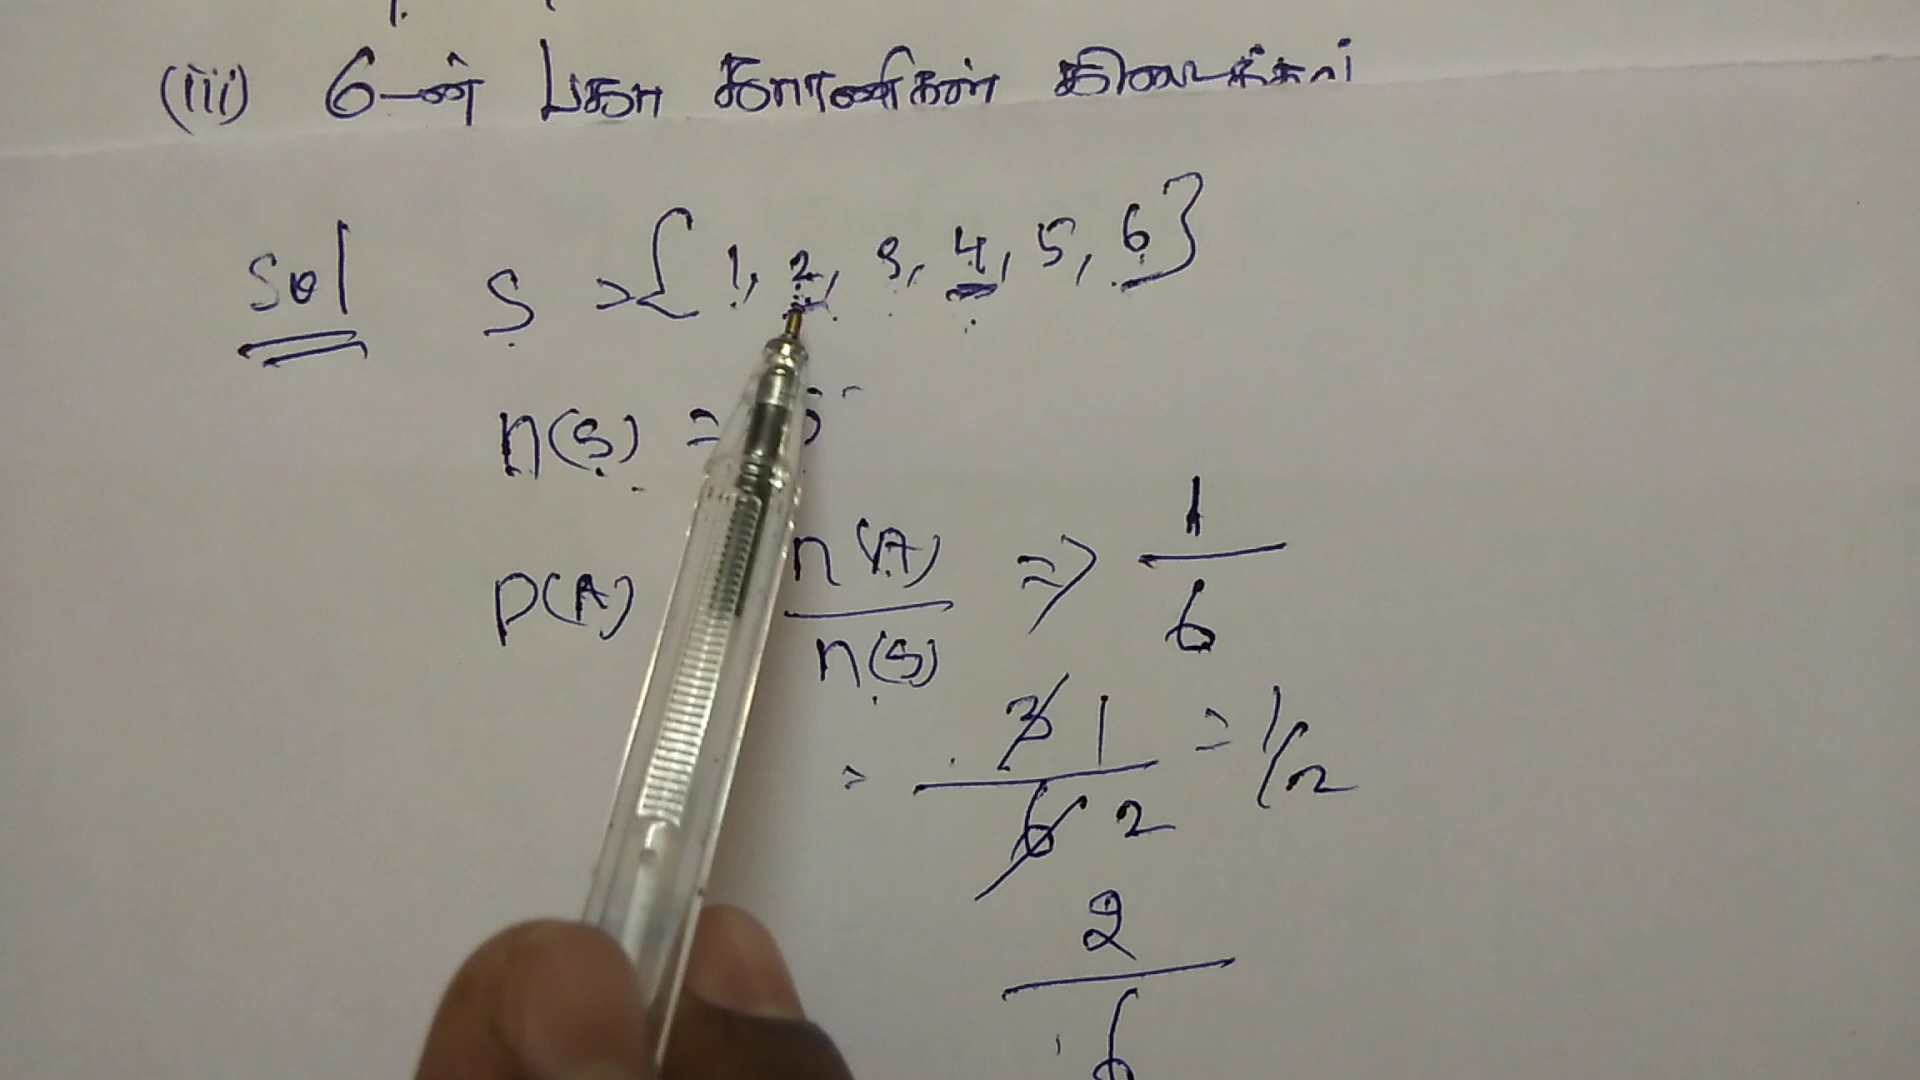 (iii) 6-ன் பகா காரணிகள் கிடைக்கல்
Sol S = { 1, 2, 3, 4, 5, 6 }
n(S) =
P(A) n(A)/n(S) => 1/6
= 3 1/6 2 = 1/2
2/6